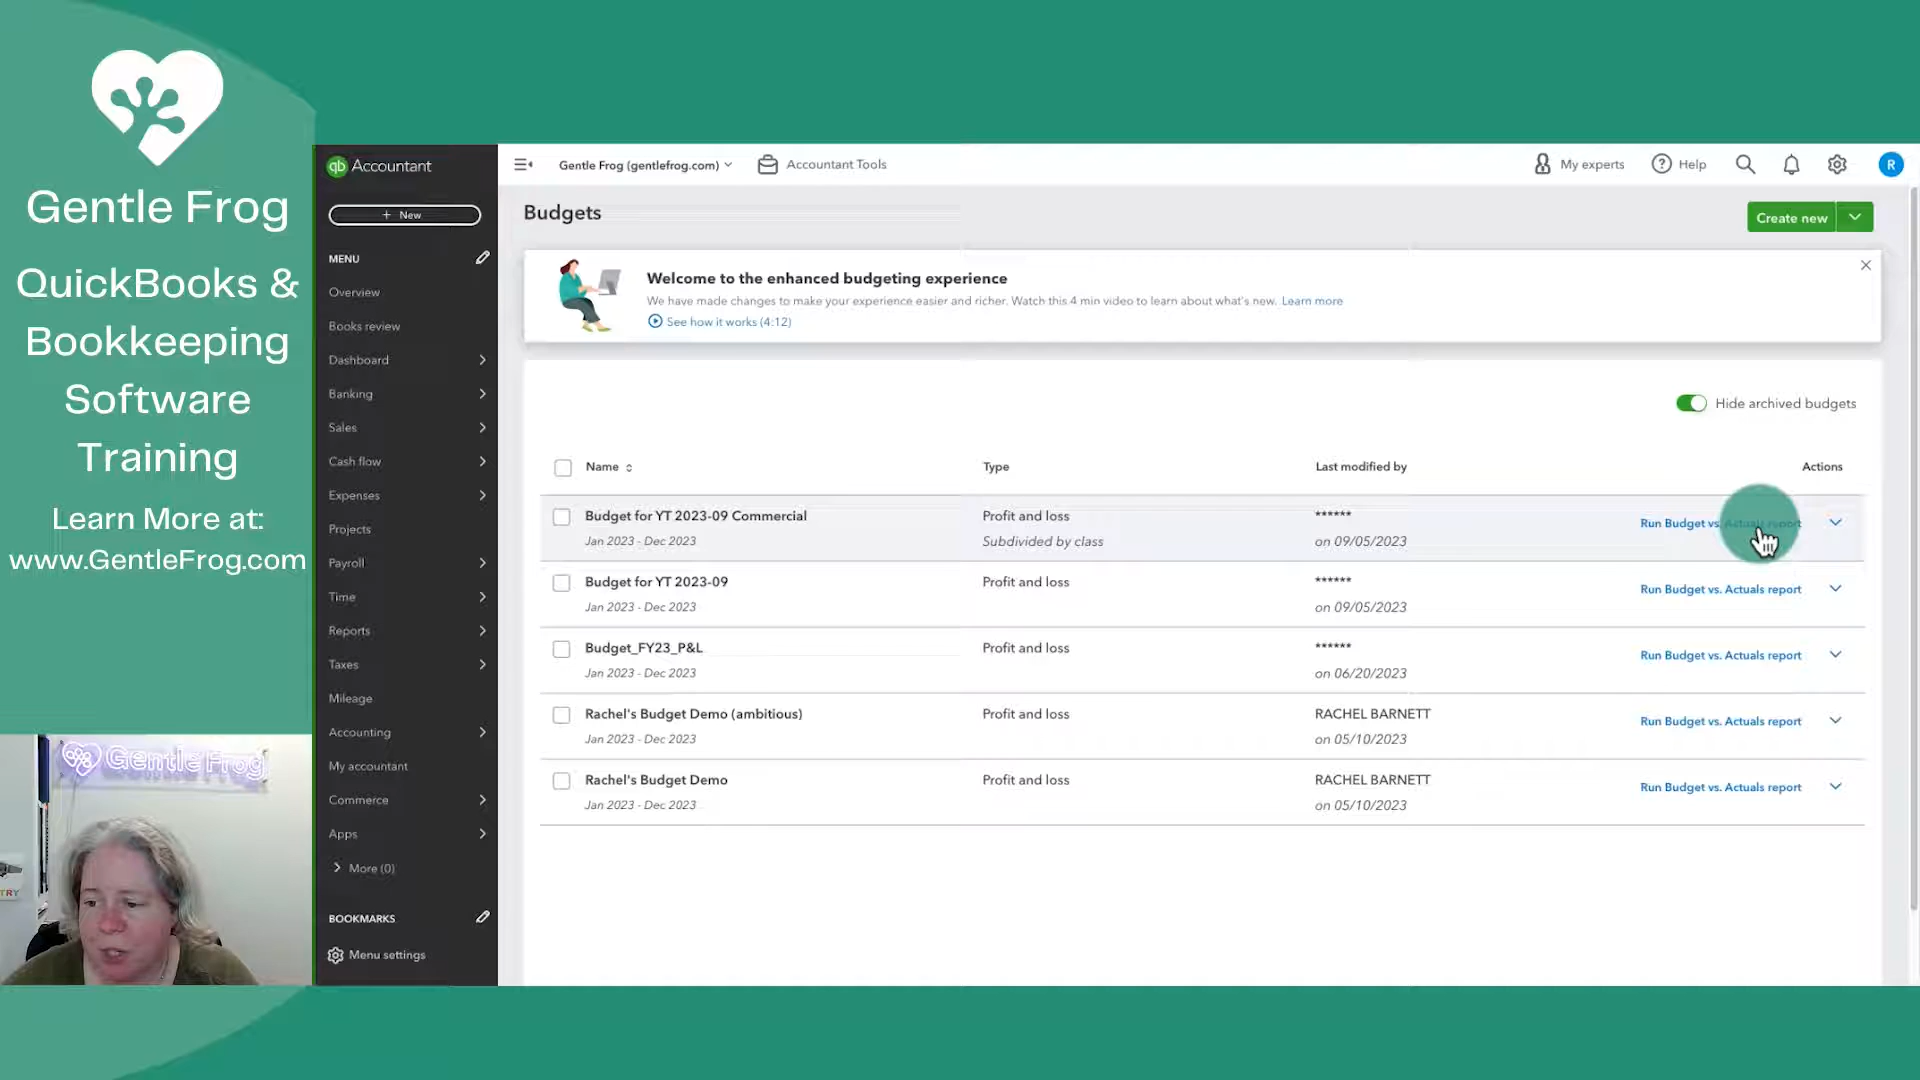 Gentle Frog
QuickBooks &
Bookkeeping
Software
Training
Learn More at:
www.GentleFrog.com
Gentle Frog
TRY
qb Accountant
+ New
MENU
Overview
Books review
Dashboard
Banking
Sales
Cash flow
Expenses
Projects
Payroll
Time
Reports
Taxes
Mileage
Accounting
My accountant
Commerce
Apps
More (0)
BOOKMARKS
Menu settings
Gentle Frog (gentlefrog.com)
Accountant Tools
My experts
Help
R
Budgets
Create new
Welcome to the enhanced budgeting experience
We have made changes to make your experience easier and richer. Watch this 4 min video to learn about what's new. Learn more
See how it works (4:12)
Hide archived budgets
Name Type Last modified by Actions
Budget for YT 2023-09 Commercial Profit and loss ****** Run Budget vs. Actuals report
Jan 2023 - Dec 2023 Subdivided by class on 09/05/2023
Budget for YT 2023-09 Profit and loss ****** Run Budget vs. Actuals report
Jan 2023 - Dec 2023 on 09/05/2023
Budget_FY23_P&L Profit and loss ****** Run Budget vs. Actuals report
Jan 2023 - Dec 2023 on 06/20/2023
Rachel's Budget Demo (ambitious) Profit and loss RACHEL BARNETT Run Budget vs. Actuals report
Jan 2023 - Dec 2023 on 05/10/2023
Rachel's Budget Demo Profit and loss RACHEL BARNETT Run Budget vs. Actuals report
Jan 2023 - Dec 2023 on 05/10/2023